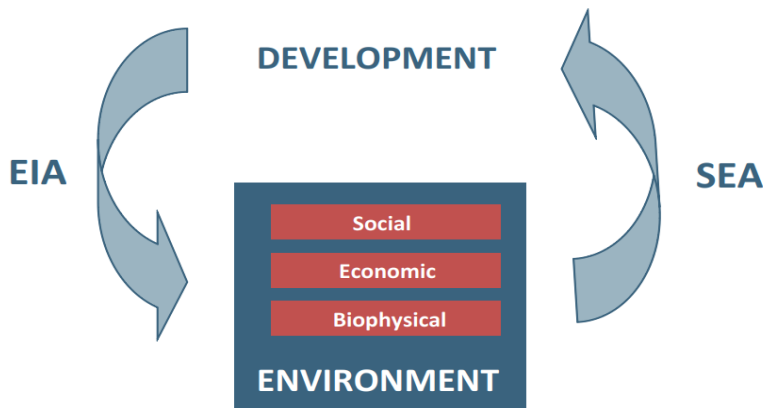 DEVELOPMENT
EIA
SEA
Social
Economic
Biophysical
ENVIRONMENT